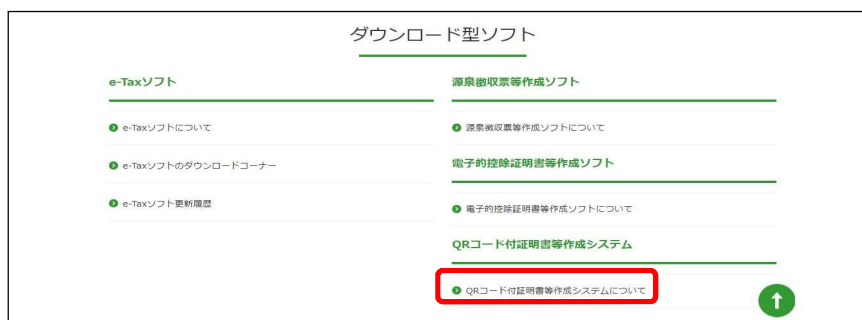 ダウンロード型ソフト
e-Taxソフト
e-Taxソフトについて
e-Taxソフトのダウンロードコーナー
e-Taxソフト更新履歴
源泉徴収票等作成ソフト
源泉徴収票等作成ソフトについて
電子的控除証明書等作成ソフト
電子的控除証明書等作成ソフトについて
QRコード付証明書等作成システム
QRコード付証明書等作成システムについて